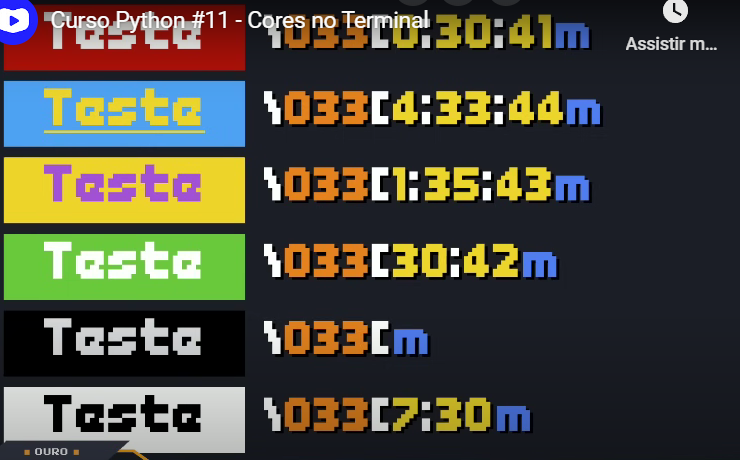 Curso Python #11 - Cores no Terminal
Assistir m...
Teste \033[0:30:41m
Teste \033[4:33:44m
Teste \033[1:35:43m
Teste \033[30:42m
Teste \033[m
Teste \033[7:30m
OURO